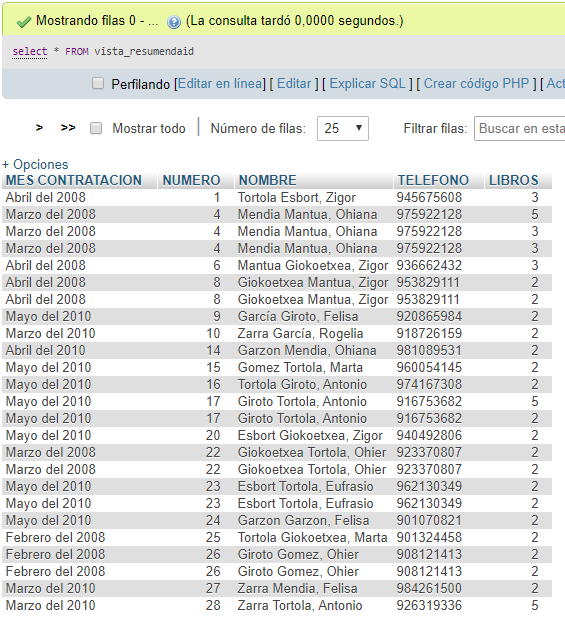 Mostrando filas 0 - ... (La consulta tardó 0,0000 segundos.)
select * FROM vista_resumendaid
Perfilando [Editar en línea] [ Editar ] [ Explicar SQL ] [ Crear código PHP ] [ Act
> >> Mostrar todo | Número de filas: 25 Filtrar filas: Buscar en esta
+ Opciones
MES CONTRATACION NUMERO NOMBRE TELEFONO LIBROS
Abril del 2008 1 Tortola Esbort, Zigor 945675608 3
Marzo del 2008 4 Mendia Mantua, Ohiana 975922128 5
Marzo del 2008 4 Mendia Mantua, Ohiana 975922128 3
Marzo del 2008 4 Mendia Mantua, Ohiana 975922128 3
Abril del 2008 6 Mantua Giokoetxea, Zigor 936662432 3
Abril del 2008 8 Giokoetxea Mantua, Zigor 953829111 2
Abril del 2008 8 Giokoetxea Mantua, Zigor 953829111 2
Mayo del 2010 9 García Giroto, Felisa 920865984 2
Marzo del 2010 10 Zarra García, Rogelia 918726159 2
Abril del 2010 14 Garzon Mendia, Ohiana 981089531 2
Mayo del 2010 15 Gomez Tortola, Marta 960054145 2
Mayo del 2010 16 Tortola Giroto, Antonio 974167308 2
Mayo del 2010 17 Giroto Tortola, Antonio 916753682 5
Mayo del 2010 17 Giroto Tortola, Antonio 916753682 2
Mayo del 2010 20 Esbort Giokoetxea, Zigor 940492806 2
Marzo del 2008 22 Giokoetxea Tortola, Ohier 923370807 2
Marzo del 2008 22 Giokoetxea Tortola, Ohier 923370807 2
Mayo del 2010 23 Esbort Tortola, Eufrasio 962130349 2
Mayo del 2010 23 Esbort Tortola, Eufrasio 962130349 2
Mayo del 2010 24 Garzon Garzon, Felisa 901070821 2
Febrero del 2008 25 Tortola Giokoetxea, Marta 901324458 2
Febrero del 2008 26 Giroto Gomez, Ohier 908121413 2
Febrero del 2008 26 Giroto Gomez, Ohier 908121413 2
Marzo del 2010 27 Zarra Mendia, Felisa 984261500 2
Marzo del 2010 28 Zarra Tortola, Antonio 926319336 5